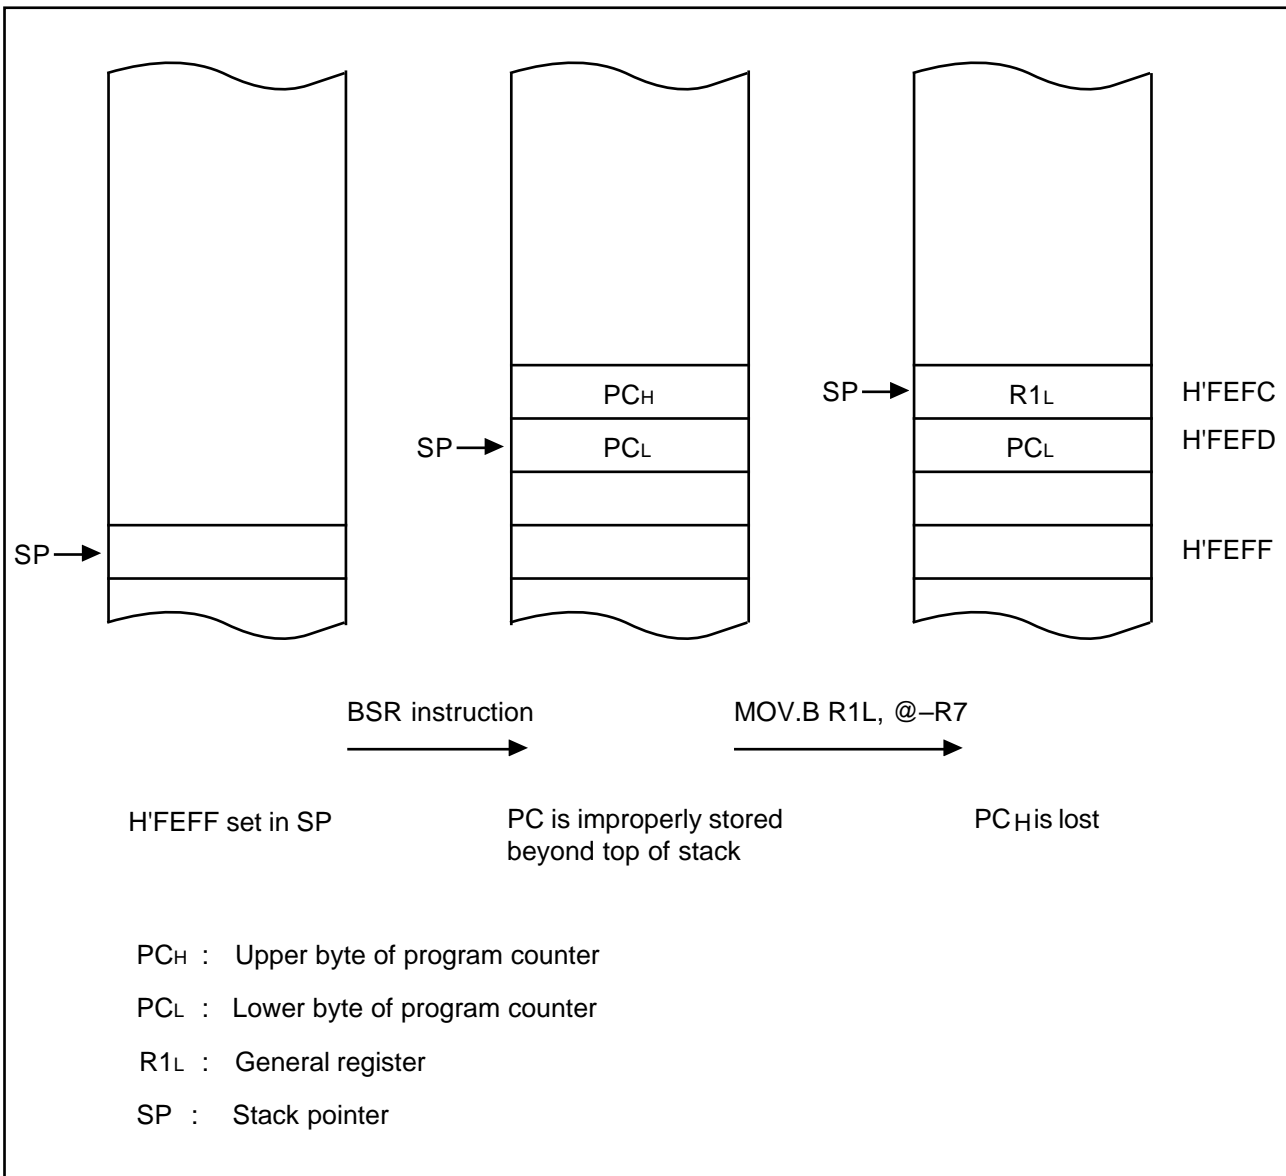 PCH
SP
R1L
H'FEFC
SP
PCL
PCL
H'FEFD
SP
H'FEFF
BSR instruction
MOV.B R1L, @–R7
H'FEFF set in SP
PC is improperly stored
beyond top of stack
PCH is lost
PCH : Upper byte of program counter
PCL : Lower byte of program counter
R1L : General register
SP : Stack pointer